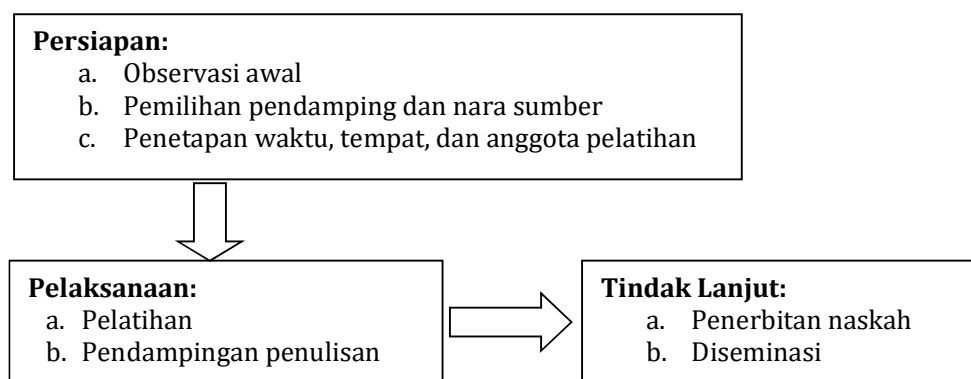 Persiapan:
a. Observasi awal
b. Pemilihan pendamping dan nara sumber
c. Penetapan waktu, tempat, dan anggota pelatihan
Pelaksanaan:
a. Pelatihan
b. Pendampingan penulisan
Tindak Lanjut:
a. Penerbitan naskah
b. Diseminasi